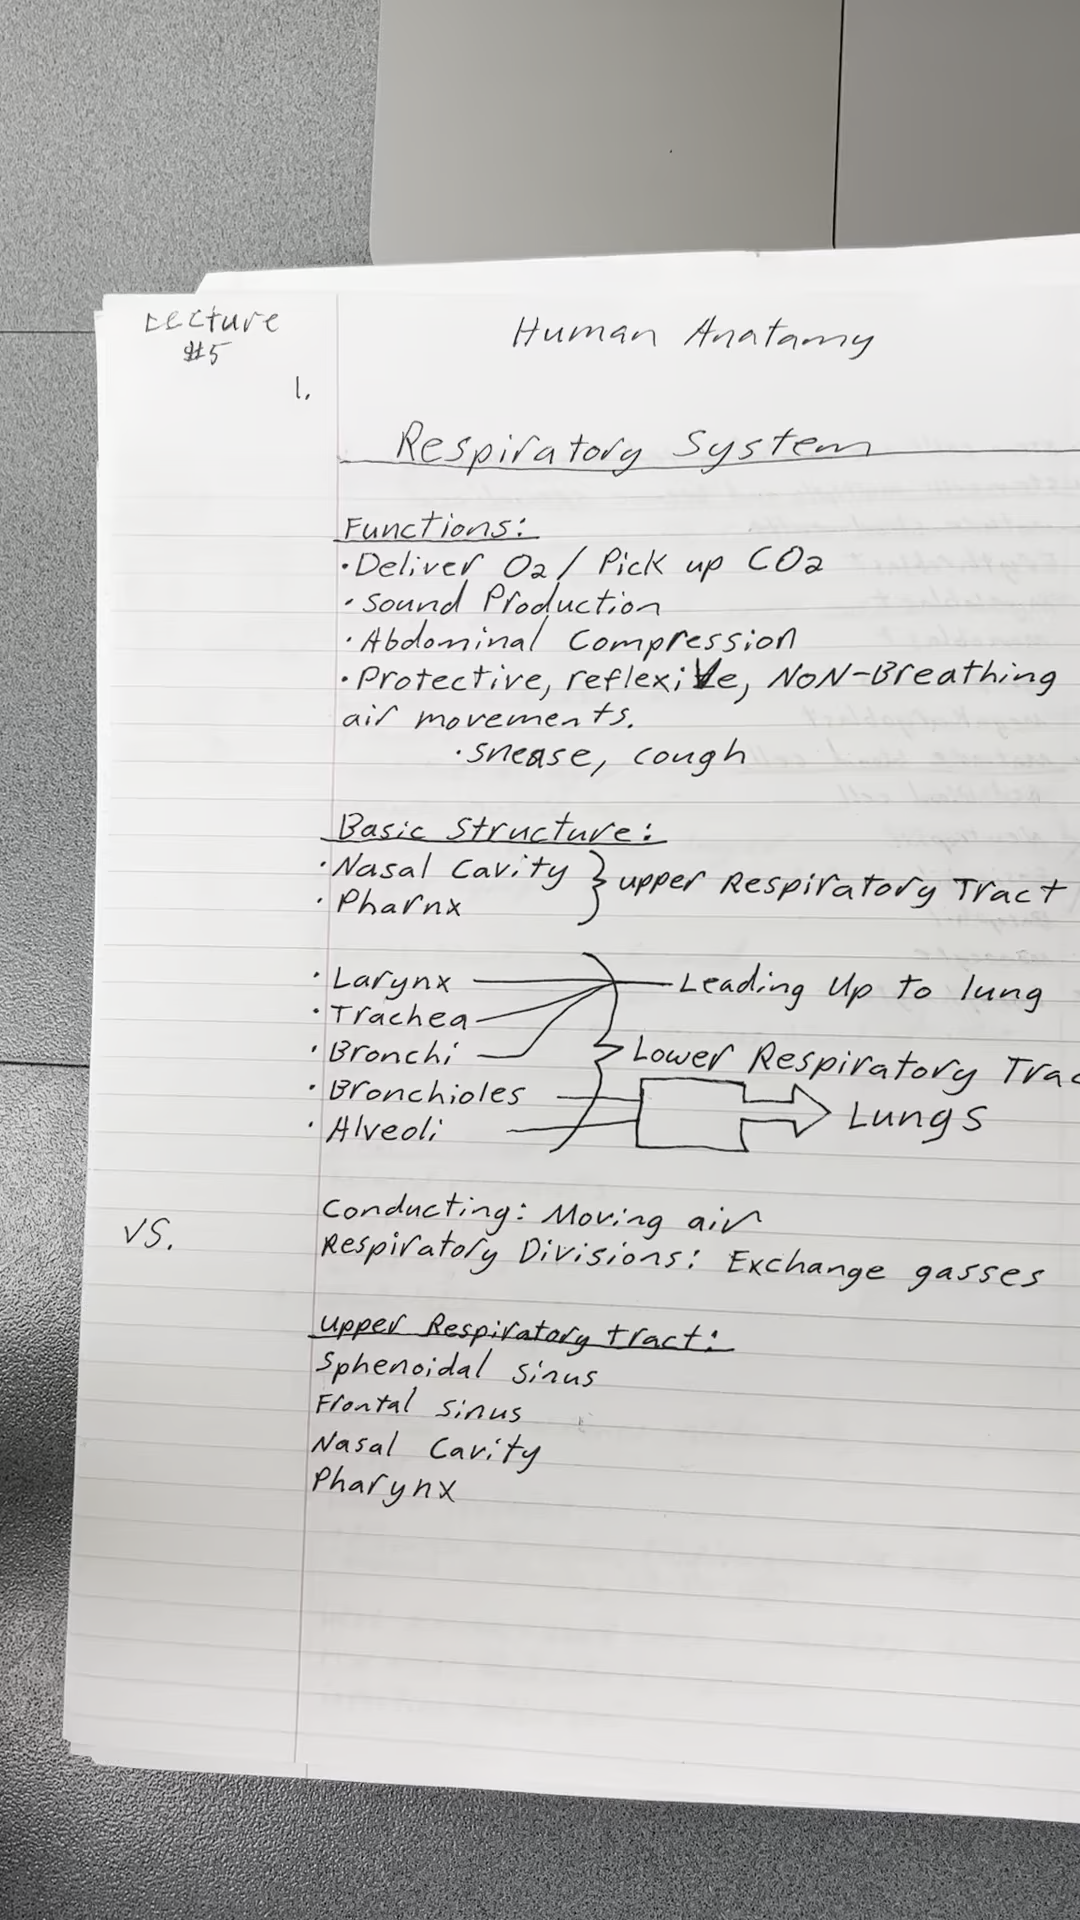 Lecture
#5
1.
Human Anatamy
Respiratory System
Functions:
• Deliver O2 / Pick up CO2
• Sound Production
• Abdominal Compression
• Protective, reflexive, NON-Breathing
air movements.
• snease, cough
Basic Structure:
• Nasal Cavity } upper Respiratory Tract
• Pharnx
• Larynx — Leading Up to lung
• Trachea
• Bronchi
Lower Respiratory Trac
• Bronchioles
Lungs
• Alveoli
Conducting: Moving air
vs.
Respiratory Divisions: Exchange gasses
upper Respiratory tract:
Sphenoidal sinus
Frontal sinus
Nasal Cavity
Pharynx